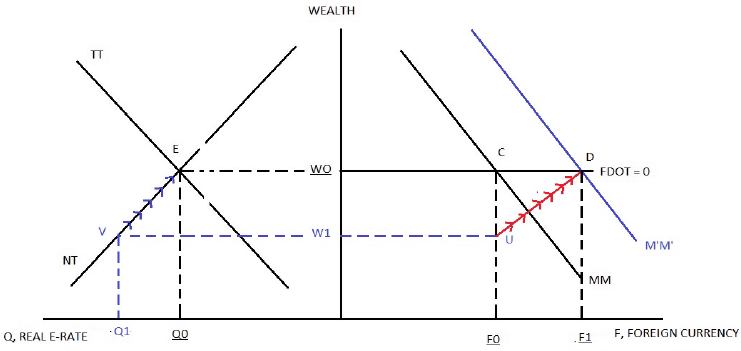 WEALTH
TT
E
WO
C
D
FDOT = 0
V
W1
U
M'M'
NT
MM
Q, REAL E-RATE
Q1
Q0
F0
F1
F, FOREIGN CURRENCY